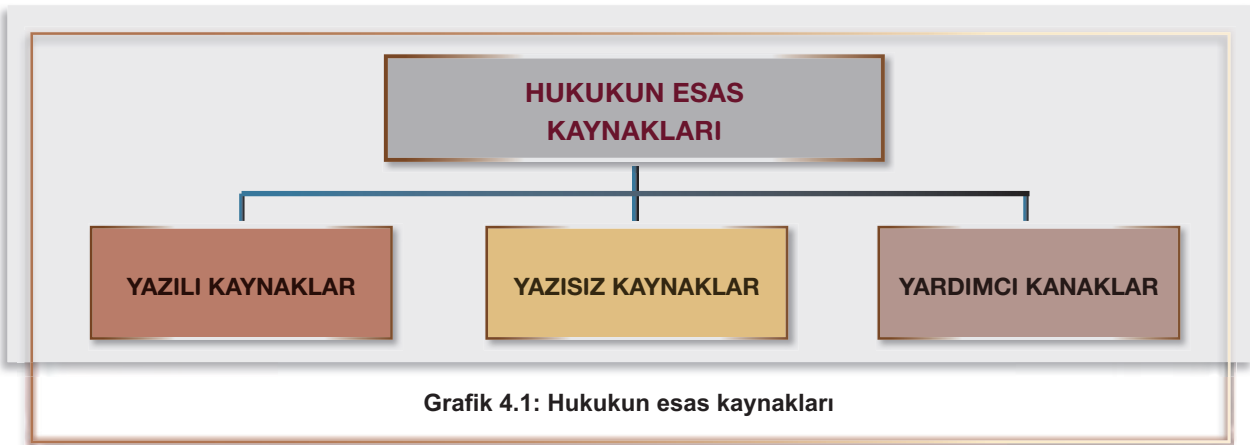 HUKUKUN ESAS
KAYNAKLARI
YAZILI KAYNAKLAR
YAZISIZ KAYNAKLAR
YARDIMCI KANAKLAR
Grafik 4.1: Hukukun esas kaynakları